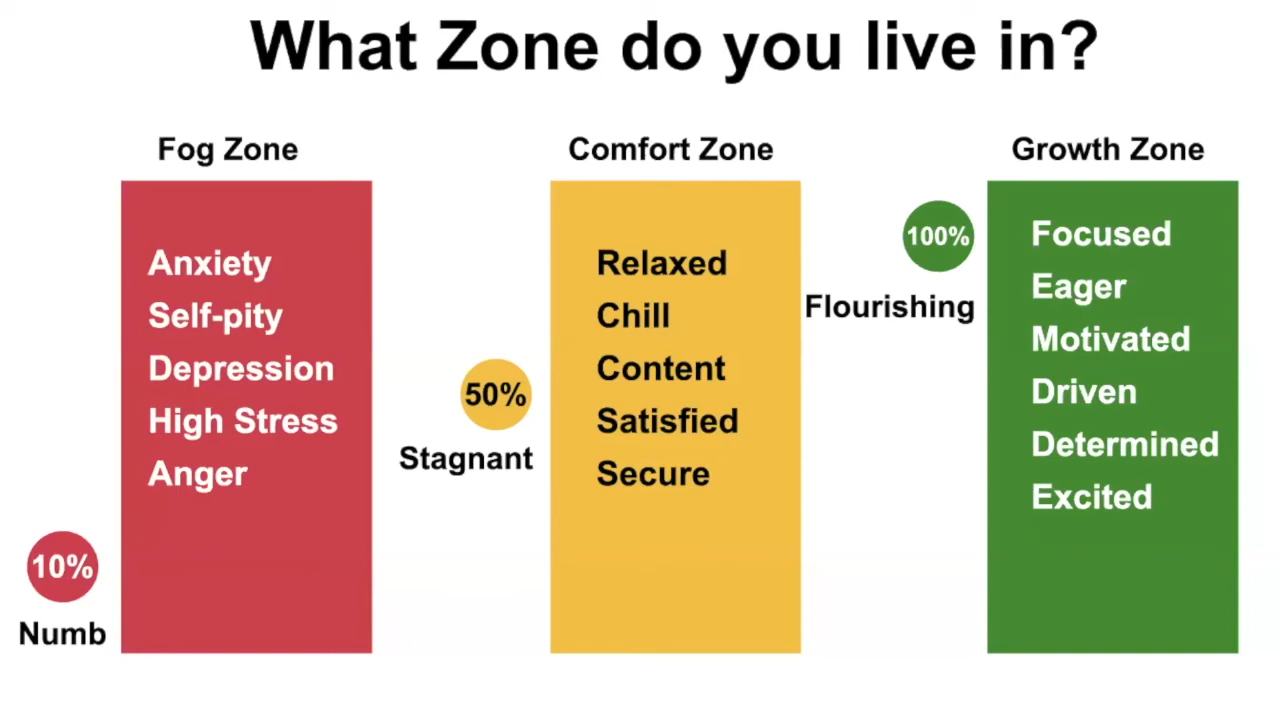 What Zone do you live in?
Fog Zone
Anxiety
Self-pity
Depression
High Stress
Anger
10%
Numb
Comfort Zone
Relaxed
Chill
Content
Satisfied
Secure
50%
Stagnant
Growth Zone
Focused
Eager
Motivated
Driven
Determined
Excited
100%
Flourishing